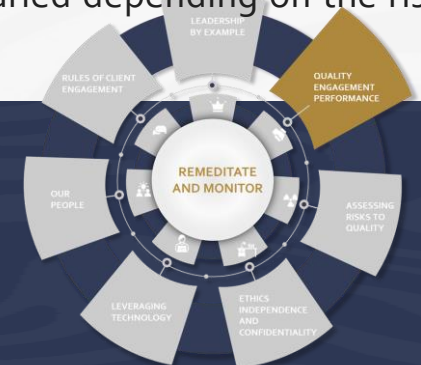 depending on the
LEADERSHIP
BY EXAMPLE
QUALITY
ENGAGEMENT
PERFORMANCE
RULES OF CLIENT
ENGAGEMENT
REMEDITATE
AND MONITOR
OUR
PEOPLE
ASSESSING
RISKS TO
QUALITY
LEVERAGING
TECHNOLOGY
ETHICS
INDEPENDENCE
AND
CONFIDENTIALITY